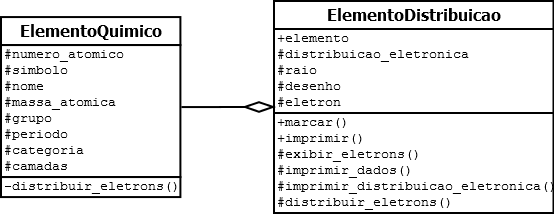 ElementoQuimico
#numero_atomico
#simbolo
#nome
#massa_atomica
#grupo
#periodo
#categoria
#camadas
-distribuir_eletrons()
ElementoDistribuicao
+elemento
#distribuicao_eletronica
#raio
#desenho
#eletron
+marcar()
+imprimir()
#exibir_eletrons()
#imprimir_dados()
#imprimir_distribuicao_eletronica()
#distribuir_eletrons()